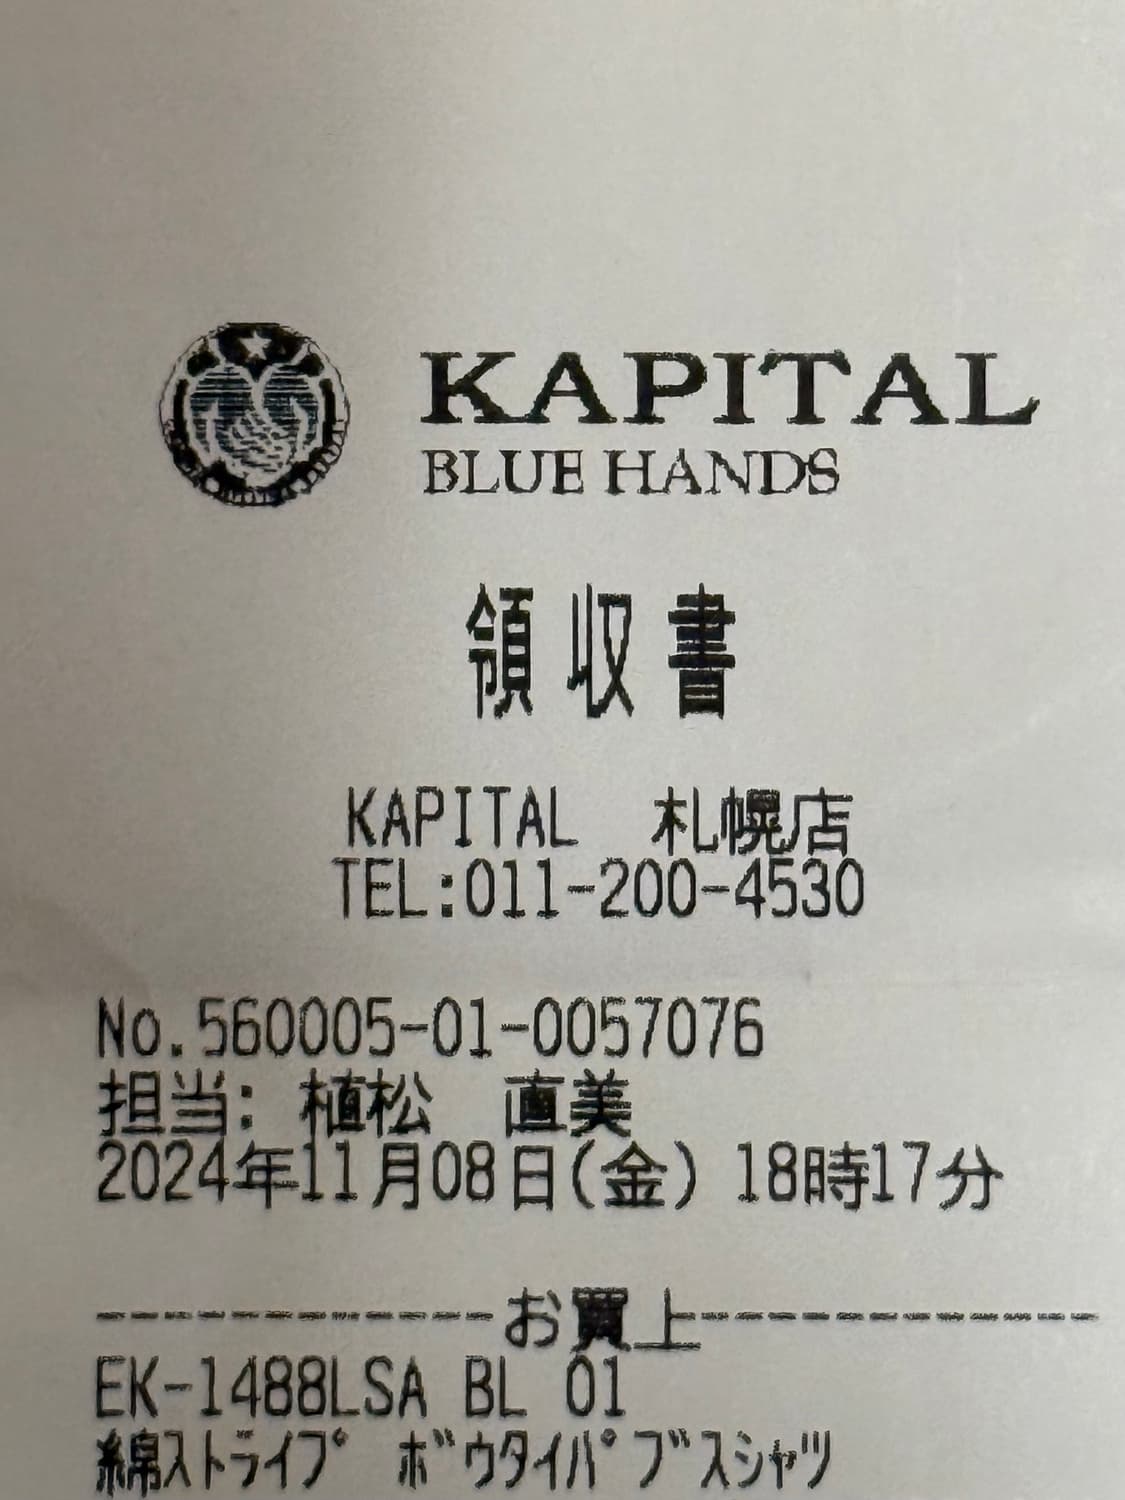 KAPITAL
BLUE HANDS
領収書
KAPITAL 札幌店
TEL:011-200-4530
No.560005-01-0057076
担当: 植松 直美
2024年11月08日(金) 18時17分
------------お買上------------
EK-1488LSA BL 01
綿ストライプ ボウタイパブスシャツ